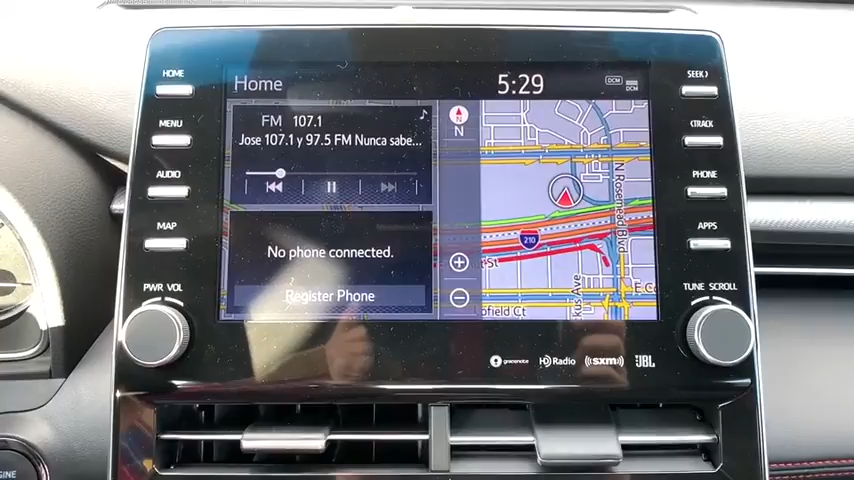 HOME
MENU
AUDIO
MAP
PWR VOL
Home
5:29
DCM
DCM
FM 107.1
Jose 107.1 y 97.5 FM Nunca sabe...
No phone connected.
Register Phone
N
N Rosemead Blvd
210
t St
kus Ave
E C
ofield Ct
SEEK
TRACK
PHONE
APPS
TUNE SCROLL
gracenote
HD Radio
sxm
JBL
GINE